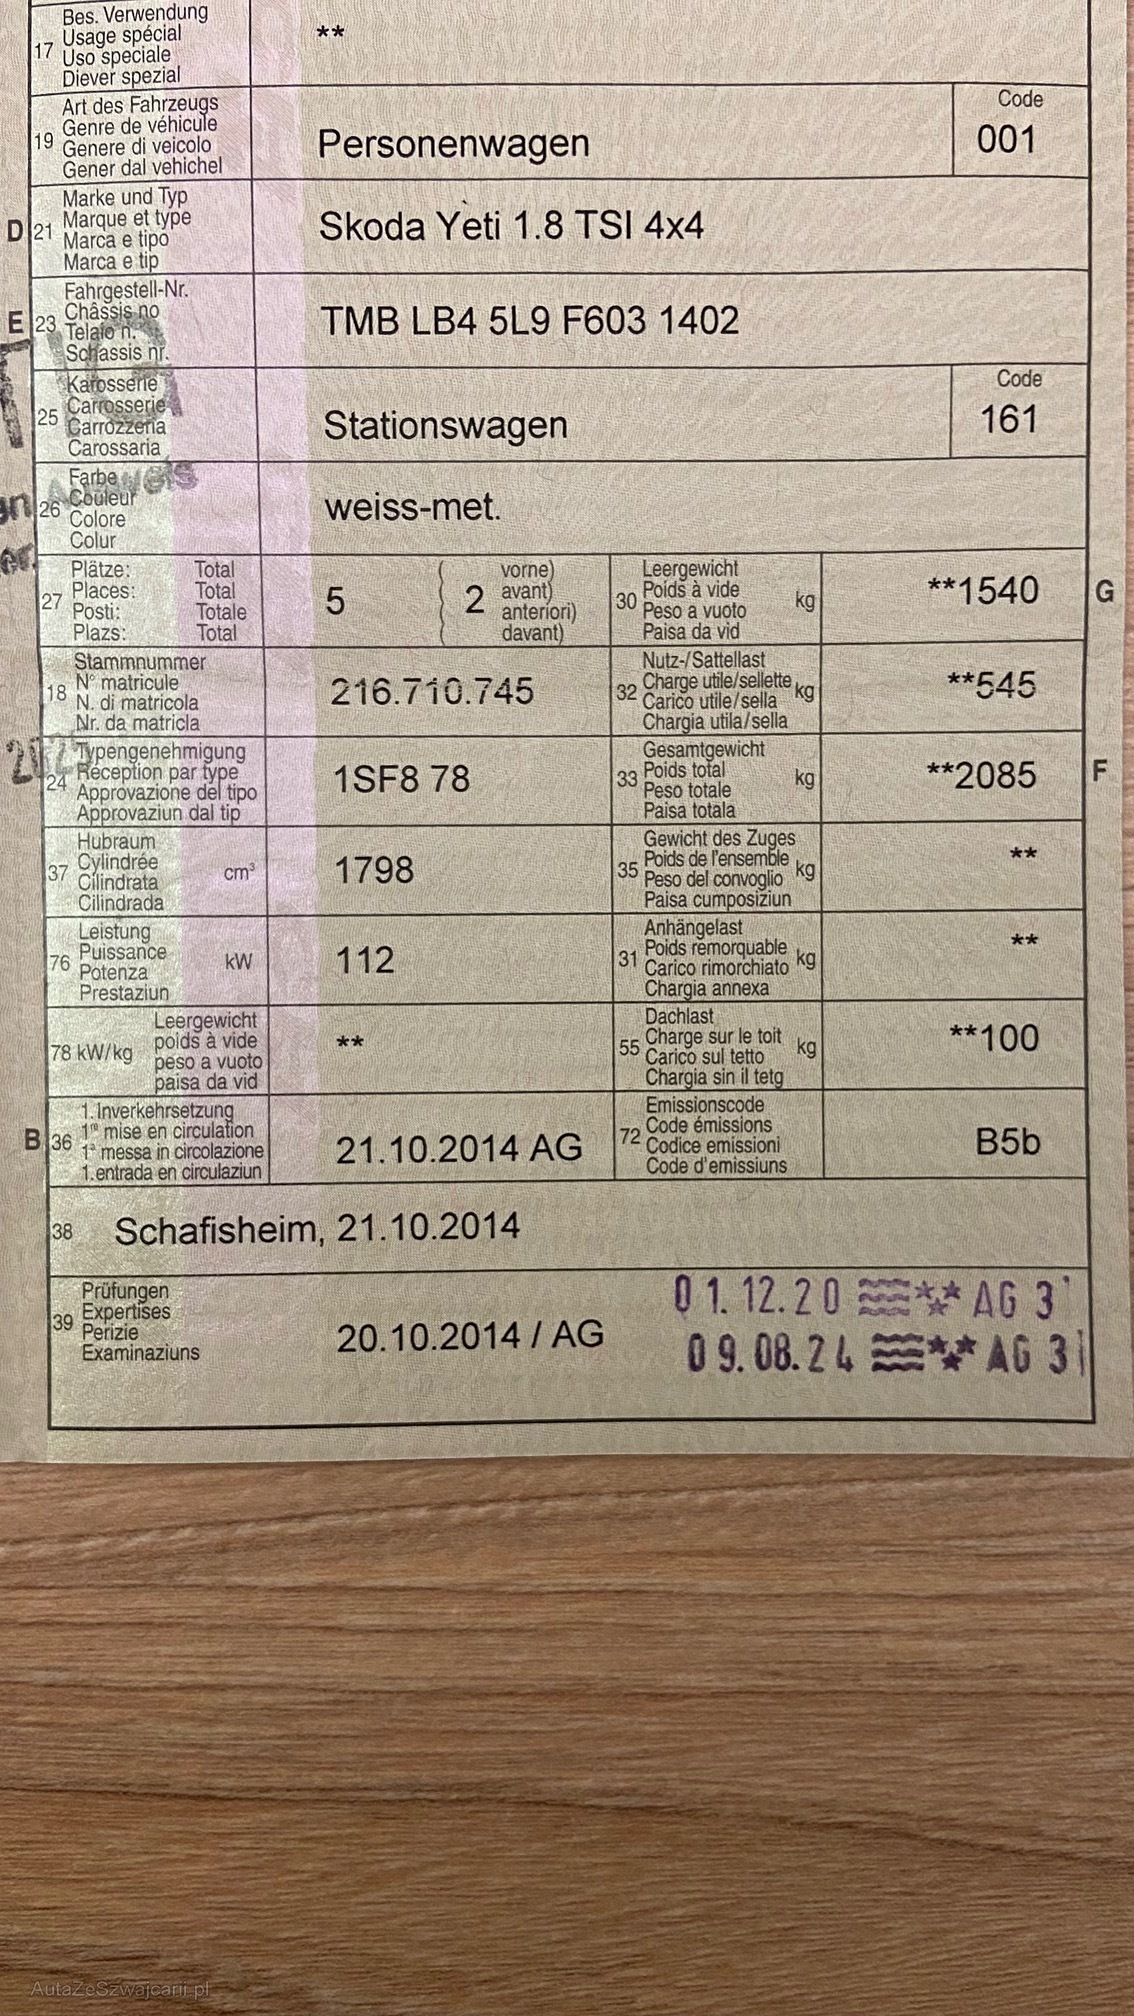 Bes. Verwendung
17 Usage spécial **
Uso speciale
Diever spezial
Art des Fahrzeugs Code
19 Genre de véhicule Personenwagen 001
Genere di veicolo
Gener dal vehichel
Marke und Typ
D 21 Marque et type Skoda Yeti 1.8 TSI 4x4
Marca e tipo
Marca e tip
Fahrgestell-Nr.
E 23 Châssis no TMB LB4 5L9 F603 1402
Telaio n.
Schassis nr.
Karosserie Code
25 Carrosserie Stationswagen 161
Carrozzeria
Carossaria
Farbe
26 Couleur weiss-met.
Colore
Colur
Plätze: Total vorne) Leergewicht
27 Places: Total 5 ( 2 avant) 30 Poids à vide kg **1540 G
Posti: Totale anteriori) Peso a vuoto
Plazs: Total davant) Paisa da vid
Stammnummer Nutz-/Sattellast
18 N° matricule 216.710.745 32 Charge utile/sellette kg **545
N. di matricola Carico utile/sella
Nr. da matricla Chargia utila/sella
Typengenehmigung Gesamtgewicht
24 Réception par type 1SF8 78 33 Poids total kg **2085 F
Approvazione del tipo Peso totale
Approvaziun dal tip Paisa totala
Hubraum Gewicht des Zuges
37 Cylindrée cm³ 1798 35 Poids de l'ensemble kg **
Cilindrata Peso del convoglio
Cilindrada Paisa cumposiziun
Leistung Anhängelast
76 Puissance kW 112 31 Poids remorquable kg **
Potenza Carico rimorchiato
Prestaziun Chargia annexa
Leergewicht Dachlast
78 kW/kg poids à vide ** 55 Charge sur le toit kg **100
peso a vuoto Carico sul tetto
paisa da vid Chargia sin il tetg
1. Inverkehrsetzung Emissionscode
B 36 1re mise en circulation 21.10.2014 AG 72 Code émissions B5b
1a messa in circolazione Codice emissioni
1. entrada en circulaziun Code d'emissiuns
38 Schafisheim, 21.10.2014
Prüfungen 01.12.20 AG 3
39 Expertises 20.10.2014 / AG 09.08.24 AG 31
Perizie
Examinaziuns
AutaZeSzwajcarii.pl